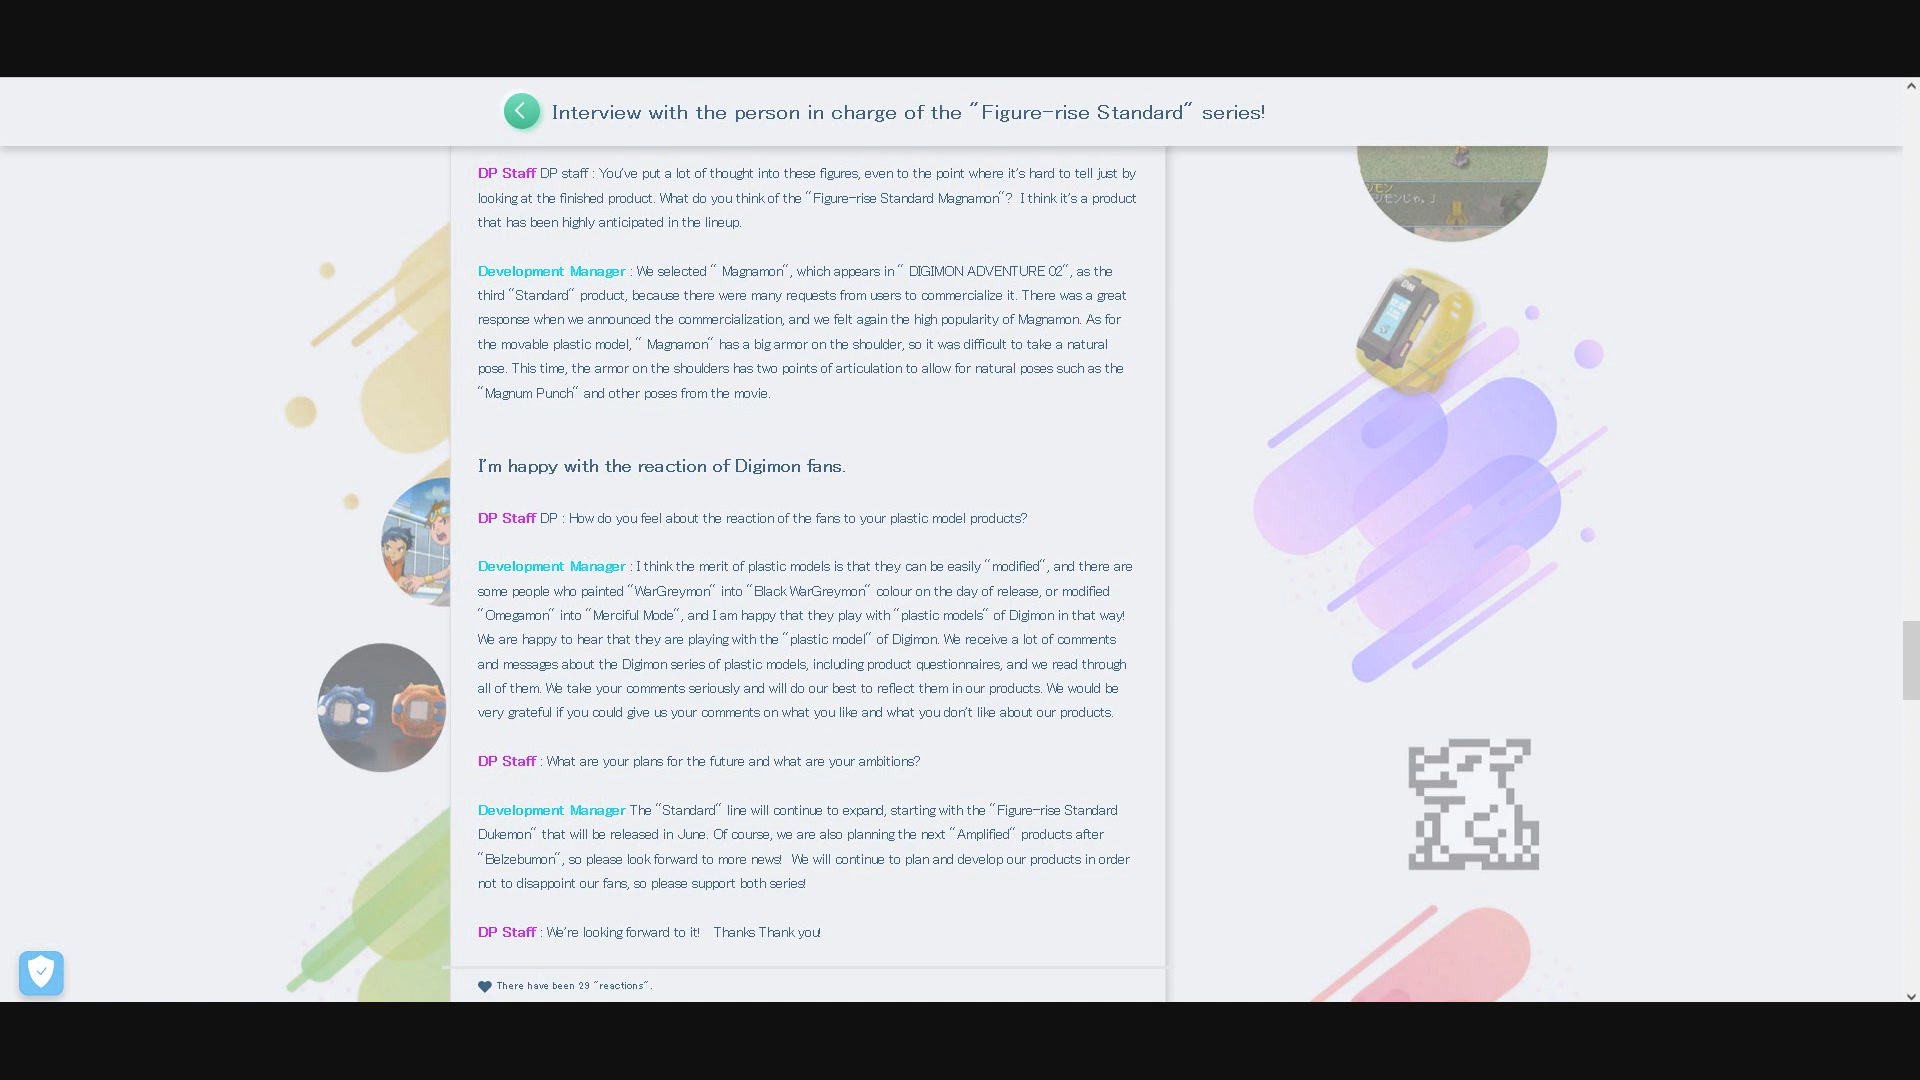 Interview with the person in charge of the “Figure-rise Standard” series!
ジモン
ジモンじゃ。」
DP Staff DP staff : You’ve put a lot of thought into these figures, even to the point where it’s hard to tell just by
looking at the finished product. What do you think of the “Figure-rise Standard Magnamon“?  I think it’s a product
that has been highly anticipated in the lineup.
Development Manager : We selected “ Magnamon“, which appears in “ DIGIMON ADVENTURE 02“, as the
third “Standard“ product, because there were many requests from users to commercialize it. There was a great
response when we announced the commercialization, and we felt again the high popularity of Magnamon. As for
the movable plastic model, “ Magnamon“ has a big armor on the shoulder, so it was difficult to take a natural
pose. This time, the armor on the shoulders has two points of articulation to allow for natural poses such as the
“Magnum Punch“ and other poses from the movie.
I’m happy with the reaction of Digimon fans.
DP Staff DP : How do you feel about the reaction of the fans to your plastic model products?
Development Manager : I think the merit of plastic models is that they can be easily “modified“, and there are
some people who painted “WarGreymon“ into “Black WarGreymon“ colour on the day of release, or modified
“Omegamon“ into “Merciful Mode“, and I am happy that they play with “plastic models“ of Digimon in that way!
We are happy to hear that they are playing with the “plastic model“ of Digimon. We receive a lot of comments
and messages about the Digimon series of plastic models, including product questionnaires, and we read through
all of them. We take your comments seriously and will do our best to reflect them in our products. We would be
very grateful if you could give us your comments on what you like and what you don’t like about our products.
DP Staff : What are your plans for the future and what are your ambitions?
Development Manager The “Standard“ line will continue to expand, starting with the “Figure-rise Standard
Dukemon“ that will be released in June. Of course, we are also planning the next “Amplified“ products after
“Belzebumon“, so please look forward to more news!  We will continue to plan and develop our products in order
not to disappoint our fans, so please support both series!
DP Staff : We’re looking forward to it!   Thanks Thank you!
There have been 29 “reactions“.